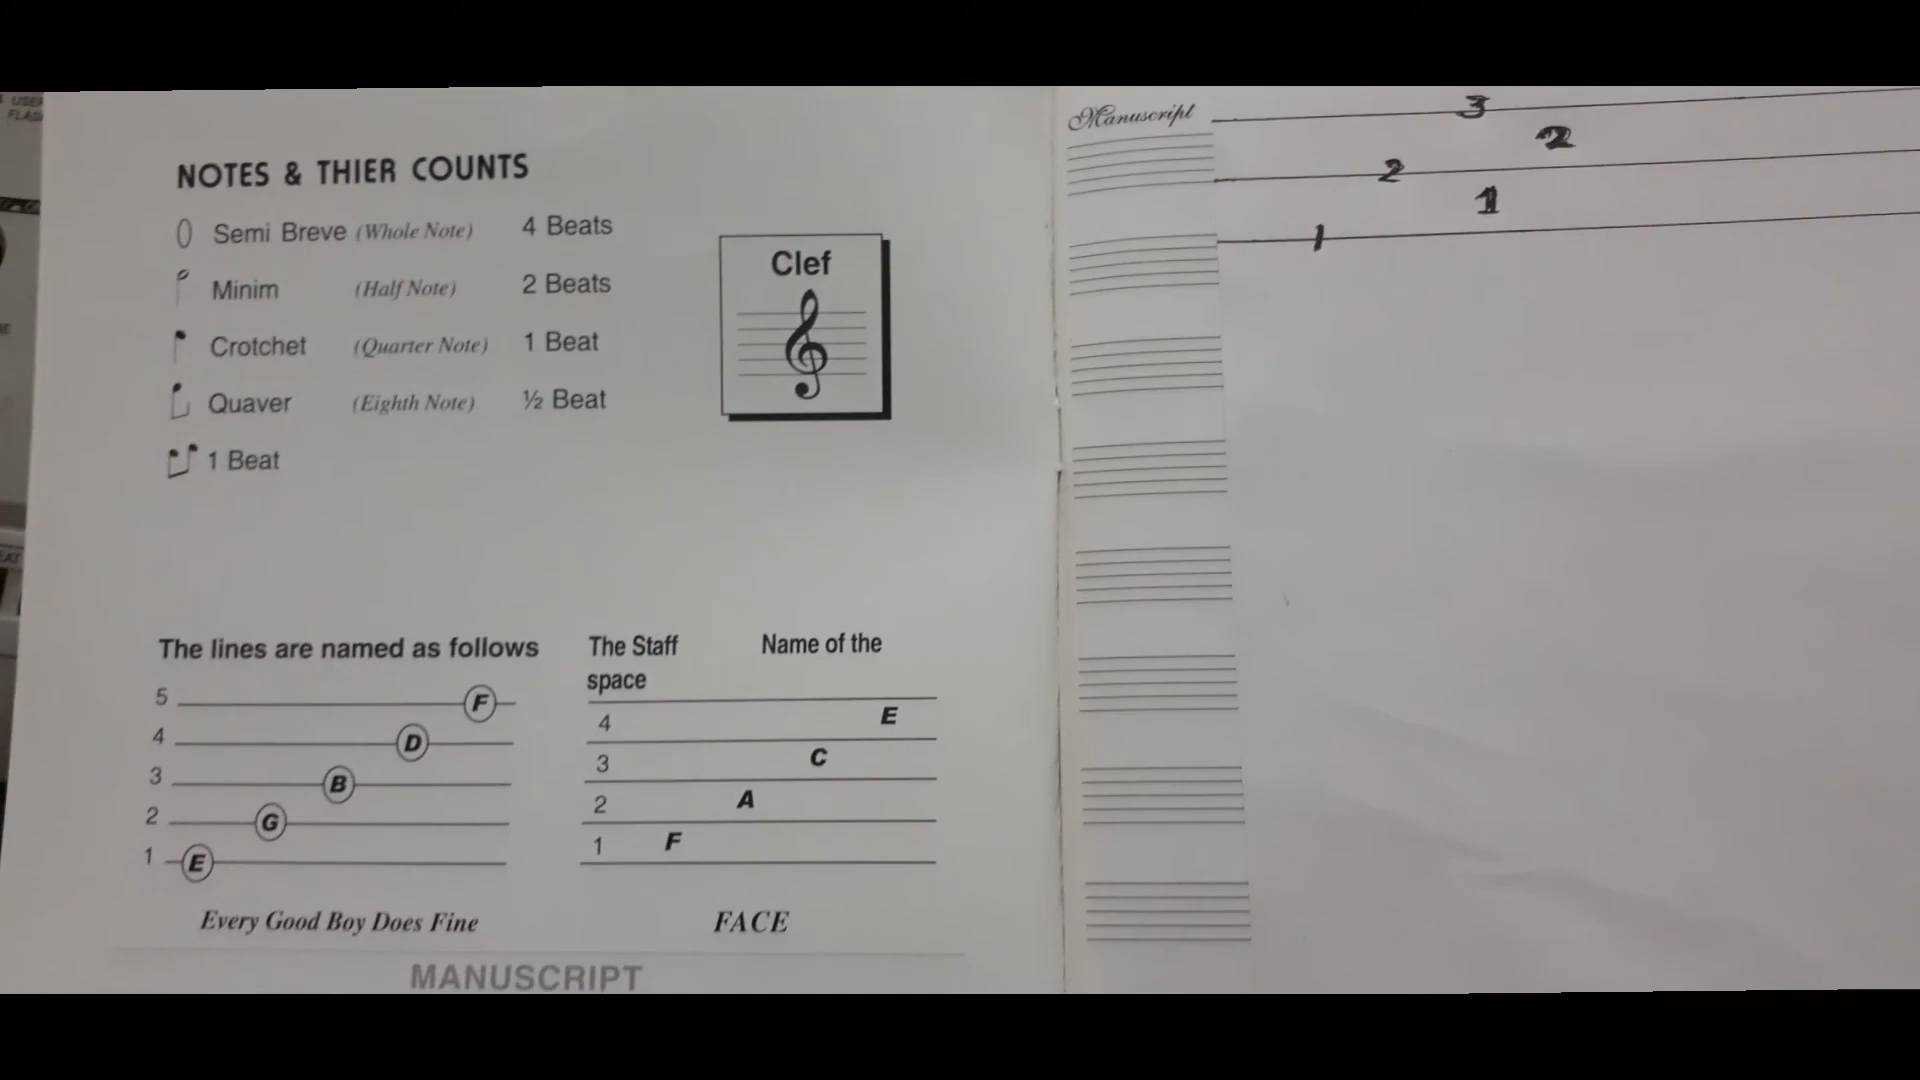 USER
NOTES & THIER COUNTS
Semi Breve (Whole Note) 4 Beats
Minim (Half Note) 2 Beats
Crotchet (Quarter Note) 1 Beat
Quaver (Eighth Note) ½ Beat
1 Beat
Clef
The lines are named as follows
5 F
4 D
3 B
2 G
1 E
Every Good Boy Does Fine
The Staff Name of the
space
4 E
3 C
2 A
1 F
FACE
MANUSCRIPT
Manuscript
3
2
2
1
1